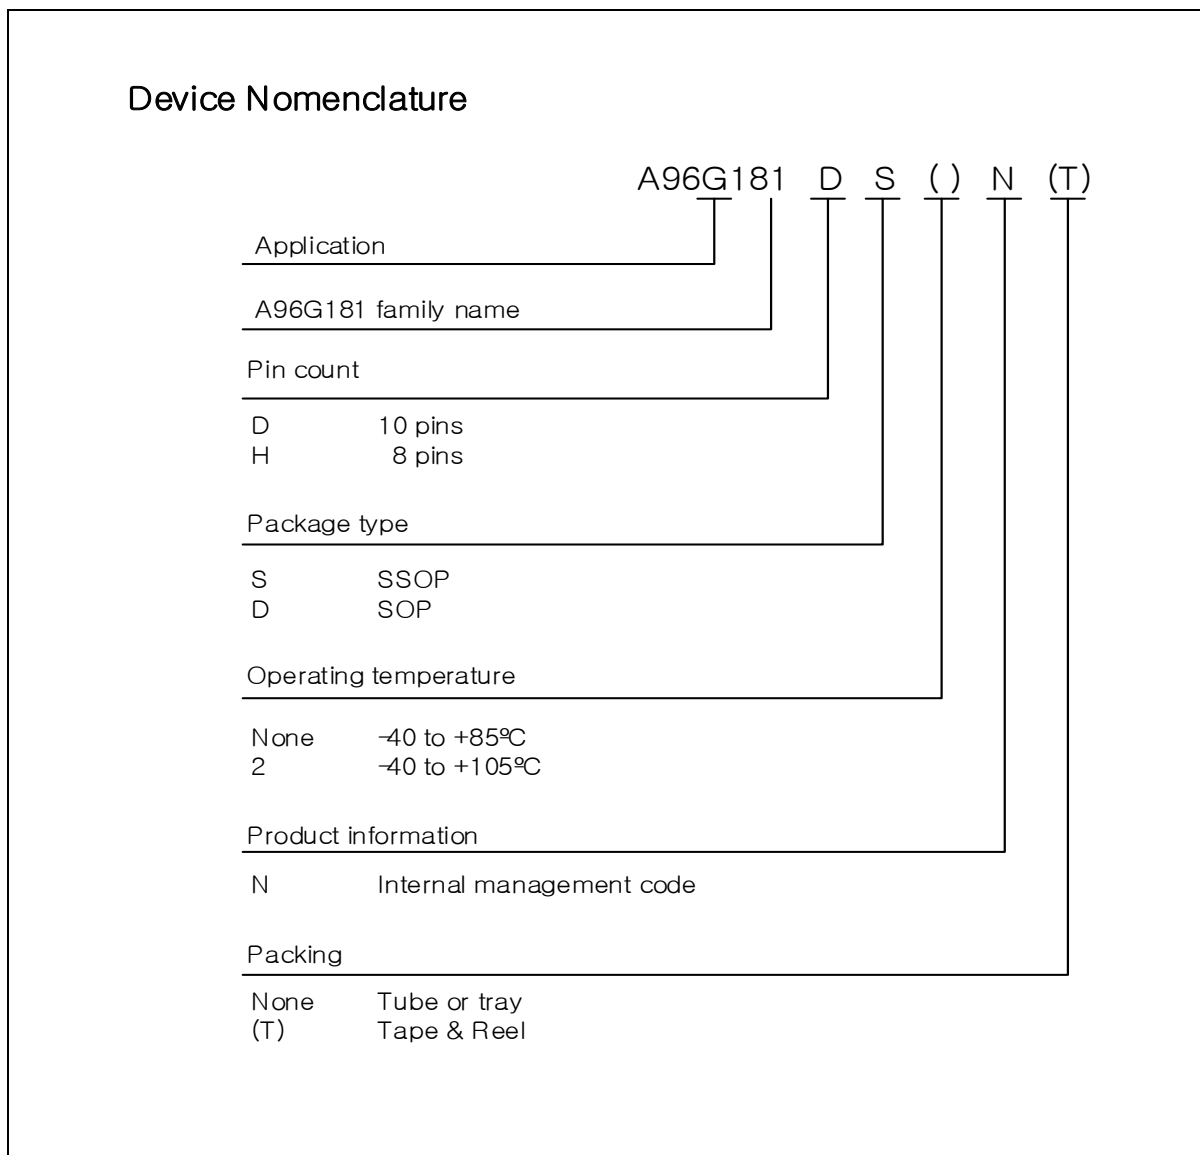 Device Nomenclature
A96G181 D S ( ) N (T)
Application
A96G181 family name
Pin count
D 10 pins
H 8 pins
Package type
S SSOP
D SOP
Operating temperature
None -40 to +85ºC
2 -40 to +105ºC
Product information
N Internal management code
Packing
None Tube or tray
(T) Tape & Reel